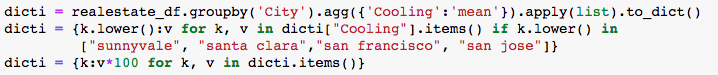 dicti = realestate_df.groupby('City').agg({'Cooling':'mean'}).apply(list).to_dict()
dicti = {k.lower():v for k, v in dicti["Cooling"].items() if k.lower() in
["sunnyvale", "santa clara","san francisco", "san jose"]}
dicti = {k:v*100 for k, v in dicti.items()}